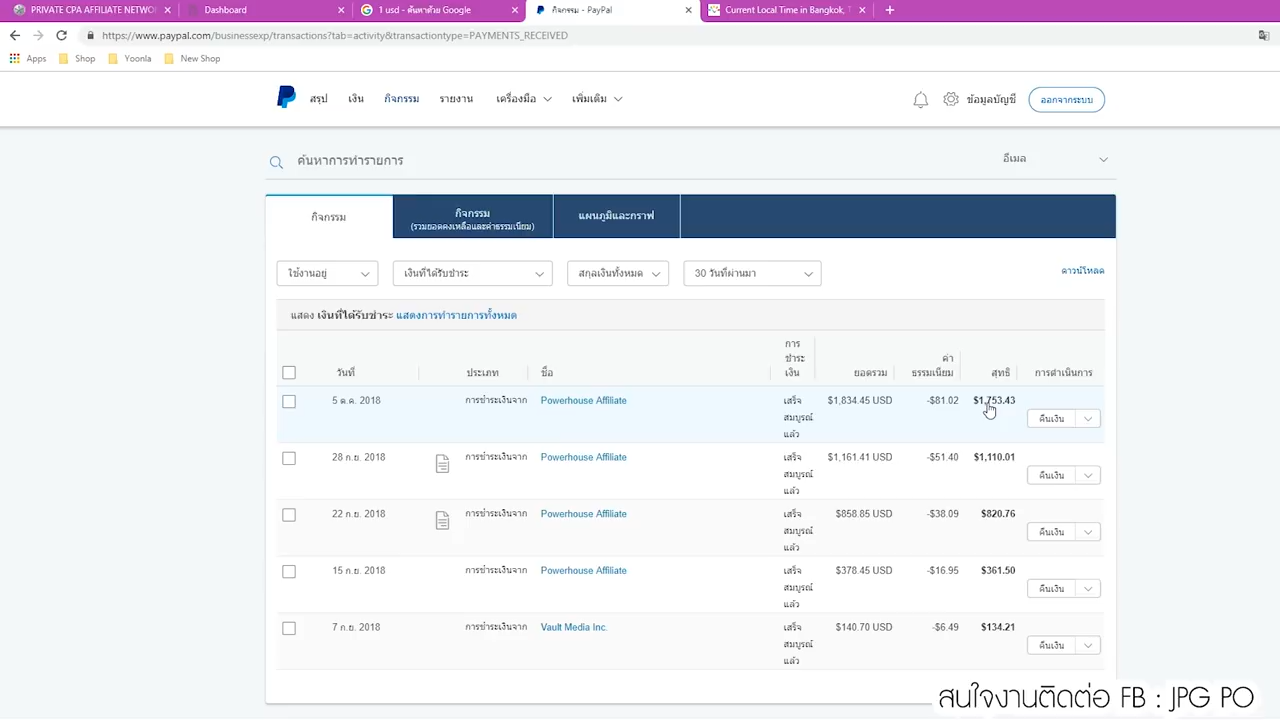 PRIVATE CPA AFFILIATE NETWOR
Dashboard
1 usd - ค้นหาด้วย Google
กิจกรรม - PayPal
Current Local Time in Bangkok, T
https://www.paypal.com/businessexp/transactions?tab=activity&transactiontype=PAYMENTS_RECEIVED
Apps Shop Yoonla New Shop
สรุป เงิน กิจกรรม รายงาน เครื่องมือ เพิ่มเติม ข้อมูลบัญชี ออกจากระบบ
ค้นหาการทำรายการ อีเมล
กิจกรรม
กิจกรรม
(รวมยอดคงเหลือและค่าธรรมเนียม)
แผนภูมิและกราฟ
ใช้งานอยู่ เงินที่ได้รับชำระ สกุลเงินทั้งหมด 30 วันที่ผ่านมา ดาวน์โหลด
แสดง เงินที่ได้รับชำระ แสดงการทำรายการทั้งหมด
วันที่ ประเภท ชื่อ
การ
ชำระ
เงิน
ยอดรวม
ค่า
ธรรมเนียม
สุทธิ การดำเนินการ
5 ต.ค. 2018 การชำระเงินจาก Powerhouse Affiliate
เสร็จ
สมบูรณ์
แล้ว
$1,834.45 USD -$81.02 $1,753.43
คืนเงิน
28 ก.ย. 2018 การชำระเงินจาก Powerhouse Affiliate
เสร็จ
สมบูรณ์
แล้ว
$1,161.41 USD -$51.40 $1,110.01
คืนเงิน
22 ก.ย. 2018 การชำระเงินจาก Powerhouse Affiliate
เสร็จ
สมบูรณ์
แล้ว
$858.85 USD -$38.09 $820.76
คืนเงิน
15 ก.ย. 2018 การชำระเงินจาก Powerhouse Affiliate
เสร็จ
สมบูรณ์
แล้ว
$378.45 USD -$16.95 $361.50
คืนเงิน
7 ก.ย. 2018 การชำระเงินจาก Vault Media Inc.
เสร็จ
สมบูรณ์
แล้ว
$140.70 USD -$6.49 $134.21
คืนเงิน
สนใจงานติดต่อ FB : JPG PO